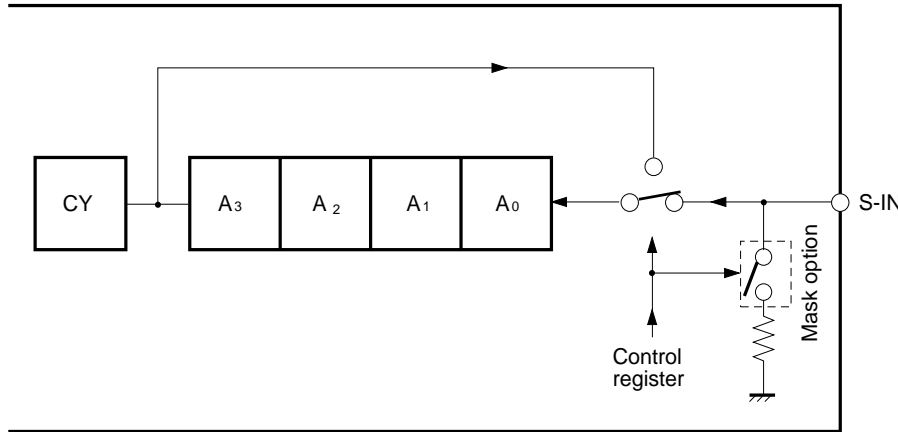 CY
A3
A2
A1
A0
S-IN
Mask option
Control
register